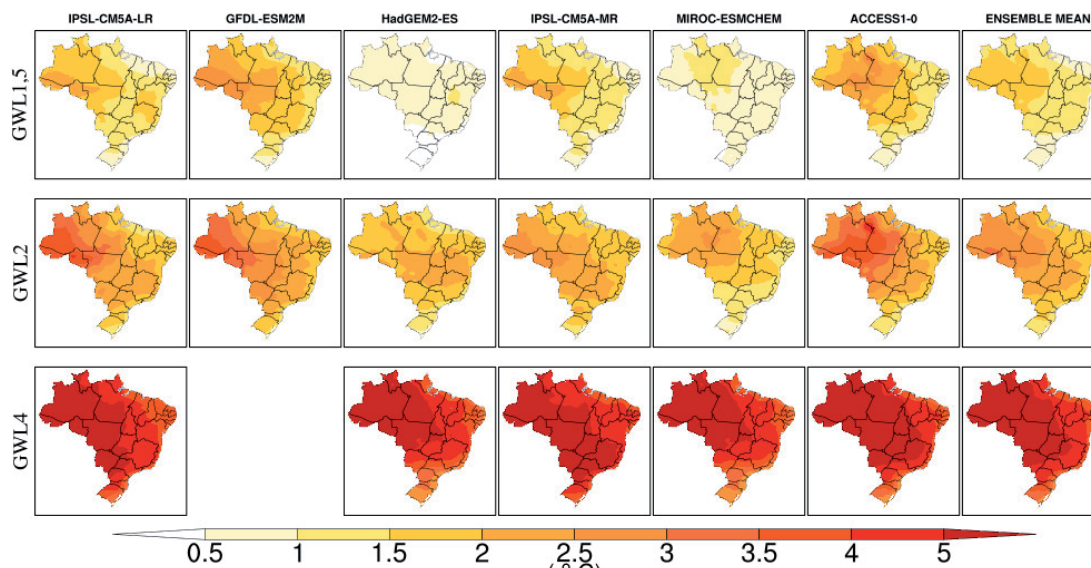 IPSL-CM5A-LR GFDL-ESM2M HadGEM2-ES IPSL-CM5A-MR MIROC-ESMCHEM ACCESS1-0 ENSEMBLE MEAN
GWL1,5
GWL2
GWL4
0.5 1 1.5 2 2.5 3 3.5 4 5
(°C)